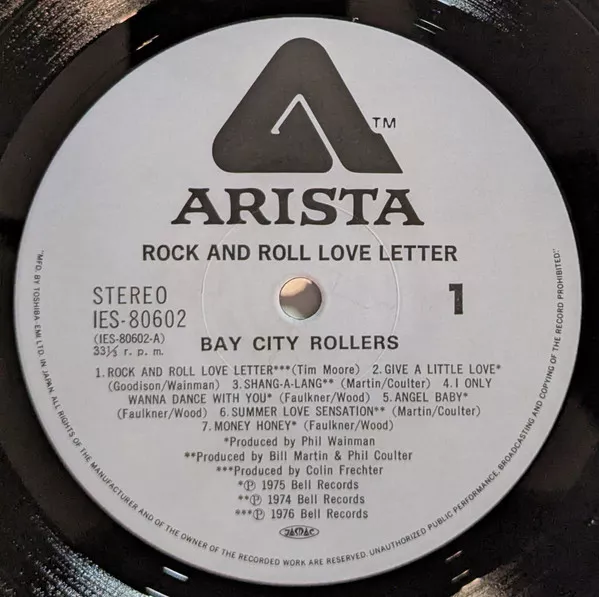 TM
ARISTA
ROCK AND ROLL LOVE LETTER
STEREO
IES-80602
(IES-80602-A)
33⅓ r. p. m.
1
BAY CITY ROLLERS
1.ROCK AND ROLL LOVE LETTER***(Tim Moore) 2.GIVE A LITTLE LOVE*
(Goodison/Wainman) 3.SHANG-A-LANG** (Martin/Coulter) 4.I ONLY
WANNA DANCE WITH YOU* (Faulkner/Wood) 5.ANGEL BABY*
(Faulkner/Wood) 6.SUMMER LOVE SENSATION** (Martin/Coulter)
7.MONEY HONEY* (Faulkner/Wood)
*Produced by Phil Wainman
**Produced by Bill Martin & Phil Coulter
***Produced by Colin Frechter
*℗ 1975 Bell Records
**℗ 1974 Bell Records
***℗ 1976 Bell Records
JASRAC
"MFD. BY TOSHIBA-EMI LTD. IN JAPAN. ALL RIGHTS OF THE MANUFACTURER AND OF THE OWNER OF THE RECORDED WORK ARE RESERVED. UNAUTHORIZED PUBLIC PERFORMANCE, BROADCASTING AND COPYING OF THE RECORD PROHIBITED."